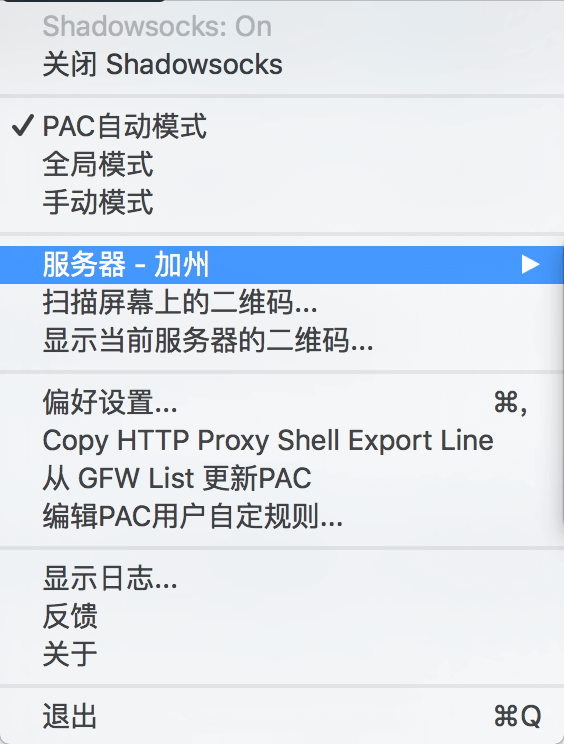 Shadowsocks: On
关闭 Shadowsocks
PAC自动模式
全局模式
手动模式
服务器 - 加州
扫描屏幕上的二维码...
显示当前服务器的二维码...
偏好设置... ⌘,
Copy HTTP Proxy Shell Export Line
从 GFW List 更新PAC
编辑PAC用户自定规则...
显示日志...
反馈
关于
退出 ⌘Q